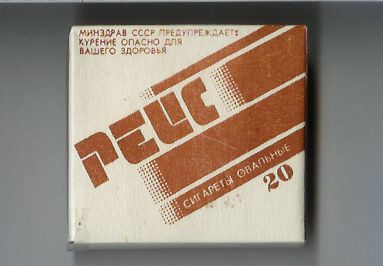 МИНЗДРАВ СССР ПРЕДУПРЕЖДАЕТ:
КУРЕНИЕ ОПАСНО ДЛЯ
ВАШЕГО ЗДОРОВЬЯ
РЕЙС
СИГАРЕТЫ ОВАЛЬНЫЕ
20